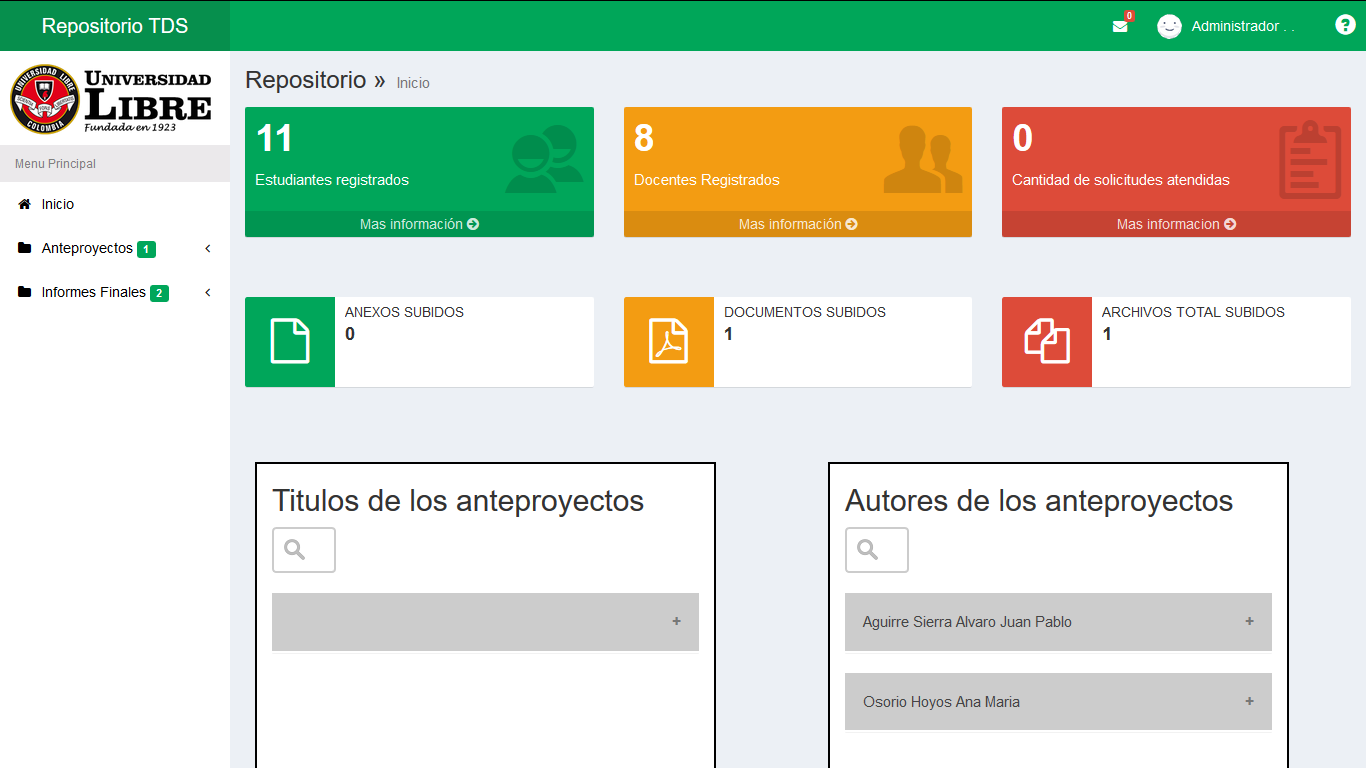 Repositorio TDS
0
Administrador . .
UNIVERSIDAD LIBRE
COLOMBIA
UNIVERSIDAD
LIBRE
Fundada en 1923
Menu Principal
Inicio
Anteproyectos 1
Informes Finales 2
Repositorio » Inicio
11
Estudiantes registrados
Mas información
8
Docentes Registrados
Mas información
0
Cantidad de solicitudes atendidas
Mas informacion
ANEXOS SUBIDOS
0
DOCUMENTOS SUBIDOS
1
ARCHIVOS TOTAL SUBIDOS
1
Titulos de los anteproyectos
+
Autores de los anteproyectos
Aguirre Sierra Alvaro Juan Pablo +
Osorio Hoyos Ana Maria +